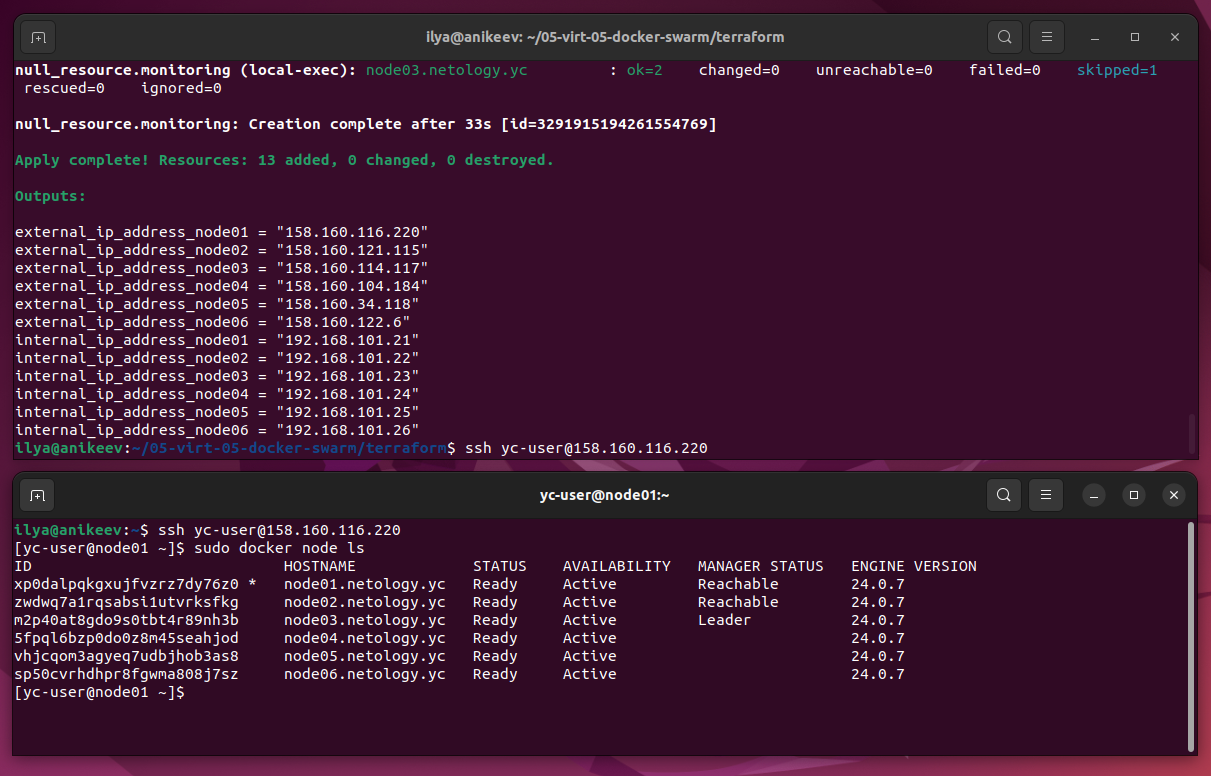 ilya@anikeev: ~/05-virt-05-docker-swarm/terraform
null_resource.monitoring (local-exec): node03.netology.yc         : ok=2    changed=0    unreachable=0    failed=0    skipped=1
 rescued=0    ignored=0
null_resource.monitoring: Creation complete after 33s [id=3291915194261554769]
Apply complete! Resources: 13 added, 0 changed, 0 destroyed.
Outputs:
external_ip_address_node01 = "158.160.116.220"
external_ip_address_node02 = "158.160.121.115"
external_ip_address_node03 = "158.160.114.117"
external_ip_address_node04 = "158.160.104.184"
external_ip_address_node05 = "158.160.34.118"
external_ip_address_node06 = "158.160.122.6"
internal_ip_address_node01 = "192.168.101.21"
internal_ip_address_node02 = "192.168.101.22"
internal_ip_address_node03 = "192.168.101.23"
internal_ip_address_node04 = "192.168.101.24"
internal_ip_address_node05 = "192.168.101.25"
internal_ip_address_node06 = "192.168.101.26"
ilya@anikeev:~/05-virt-05-docker-swarm/terraform$ ssh yc-user@158.160.116.220
yc-user@node01:~
ilya@anikeev:~$ ssh yc-user@158.160.116.220
[yc-user@node01 ~]$ sudo docker node ls
ID                            HOSTNAME             STATUS    AVAILABILITY   MANAGER STATUS   ENGINE VERSION
xp0dalpqkgxujfvzrz7dy76z0 *   node01.netology.yc   Ready     Active         Reachable        24.0.7
zwdwq7a1rqsabsi1utvrksfkg     node02.netology.yc   Ready     Active         Reachable        24.0.7
m2p40at8gdo9s0tbt4r89nh3b     node03.netology.yc   Ready     Active         Leader           24.0.7
5fpql6bzp0do0z8m45seahjod     node04.netology.yc   Ready     Active                          24.0.7
vhjcqom3agyeq7udbjhob3as8     node05.netology.yc   Ready     Active                          24.0.7
sp50cvrhdhpr8fgwma808j7sz     node06.netology.yc   Ready     Active                          24.0.7
[yc-user@node01 ~]$